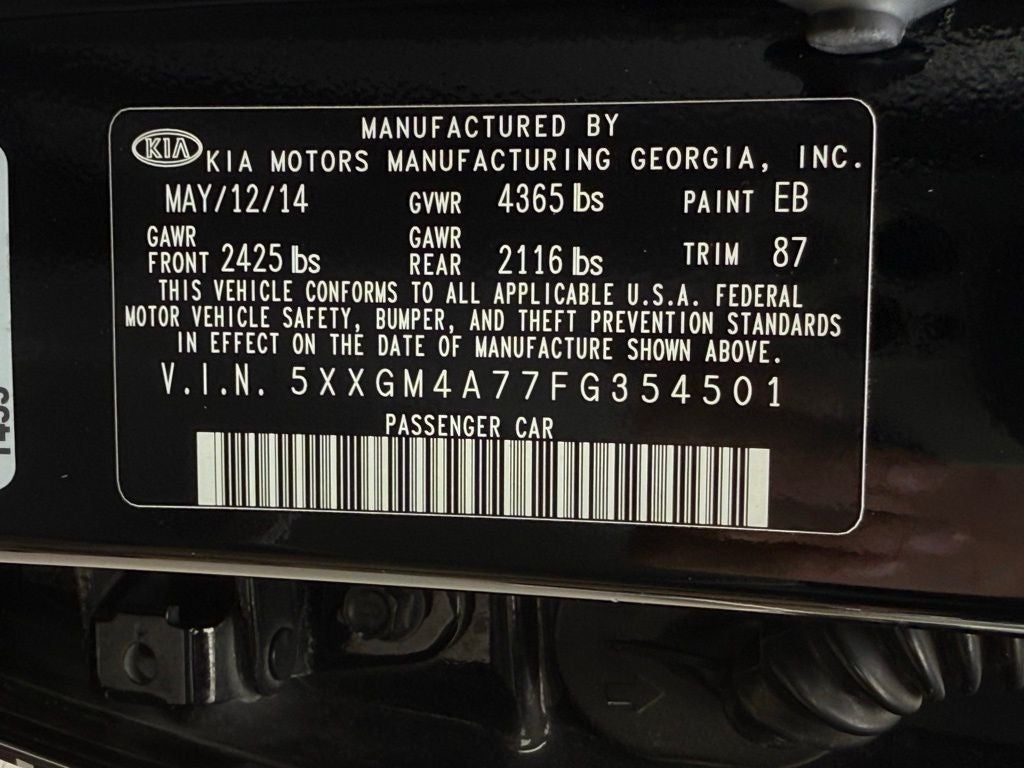 MANUFACTURED BY
KIA KIA MOTORS MANUFACTURING GEORGIA, INC.
MAY/12/14 GVWR 4365 lbs PAINT EB
GAWR FRONT 2425 lbs GAWR REAR 2116 lbs TRIM 87
THIS VEHICLE CONFORMS TO ALL APPLICABLE U.S.A. FEDERAL
MOTOR VEHICLE SAFETY, BUMPER, AND THEFT PREVENTION STANDARDS
IN EFFECT ON THE DATE OF MANUFACTURE SHOWN ABOVE.
V.I.N. 5XXGM4A77FG354501
PASSENGER CAR